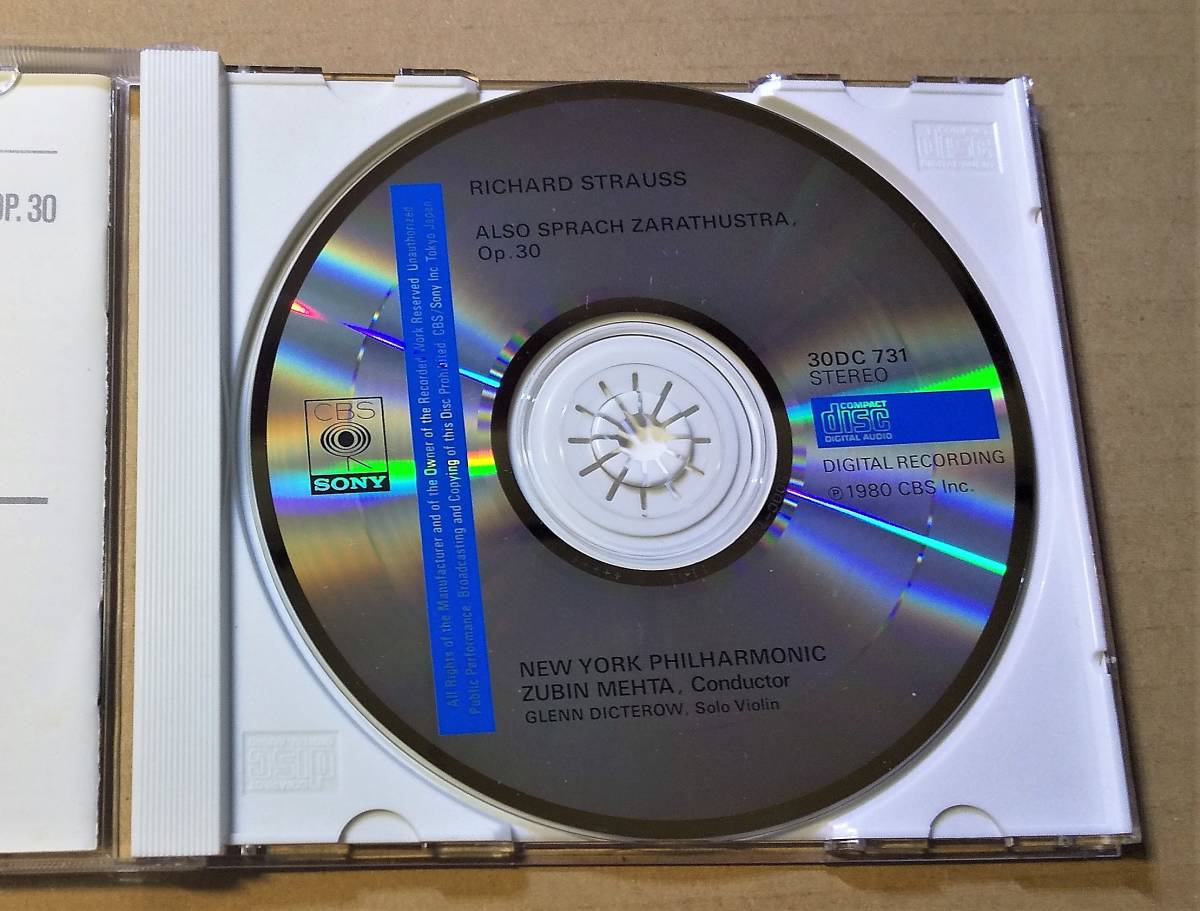 OP. 30
RICHARD STRAUSS
ALSO SPRACH ZARATHUSTRA,
Op.30
All Rights of the Manufacturer and of the Owner of the Recorded Work Reserved Unauthorized
Public Performance. Broadcasting and Copying of this Disc Prohibited. CBS/Sony Inc. Tokyo Japan.
CBS
SONY
30DC 731
STEREO
COMPACT
disc
DIGITAL AUDIO
DIGITAL RECORDING
℗1980 CBS Inc.
NEW YORK PHILHARMONIC
ZUBIN MEHTA, Conductor
GLENN DICTEROW, Solo Violin
COMPACT
disc
disc